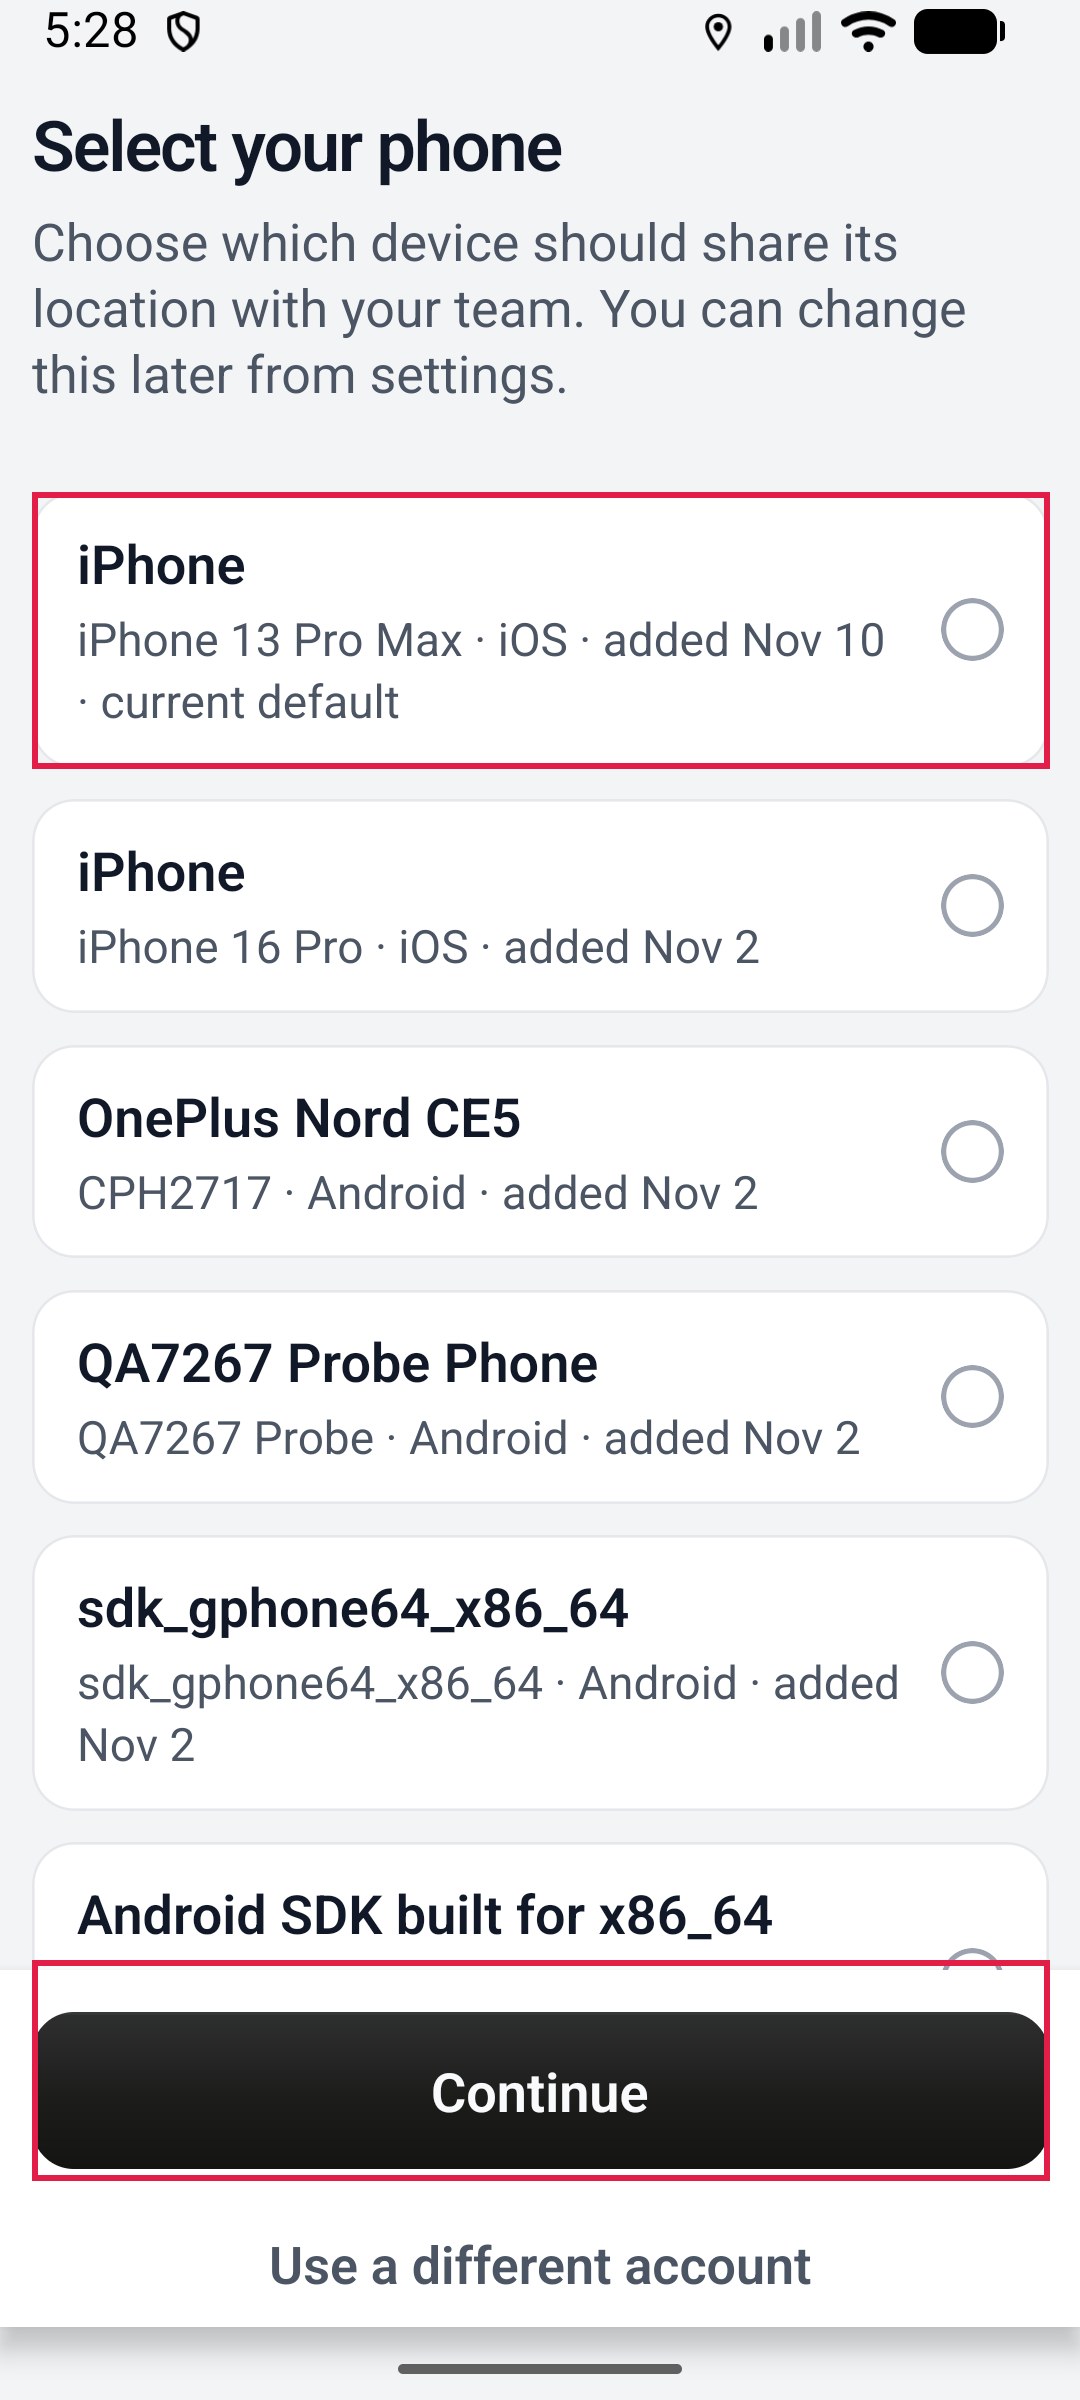 5:28
Select your phone
Choose which device should share its
location with your team. You can change
this later from settings.
iPhone
iPhone 13 Pro Max · iOS · added Nov 10
· current default
iPhone
iPhone 16 Pro · iOS · added Nov 2
OnePlus Nord CE5
CPH2717 · Android · added Nov 2
QA7267 Probe Phone
QA7267 Probe · Android · added Nov 2
sdk_gphone64_x86_64
sdk_gphone64_x86_64 · Android · added
Nov 2
Android SDK built for x86_64
Continue
Use a different account